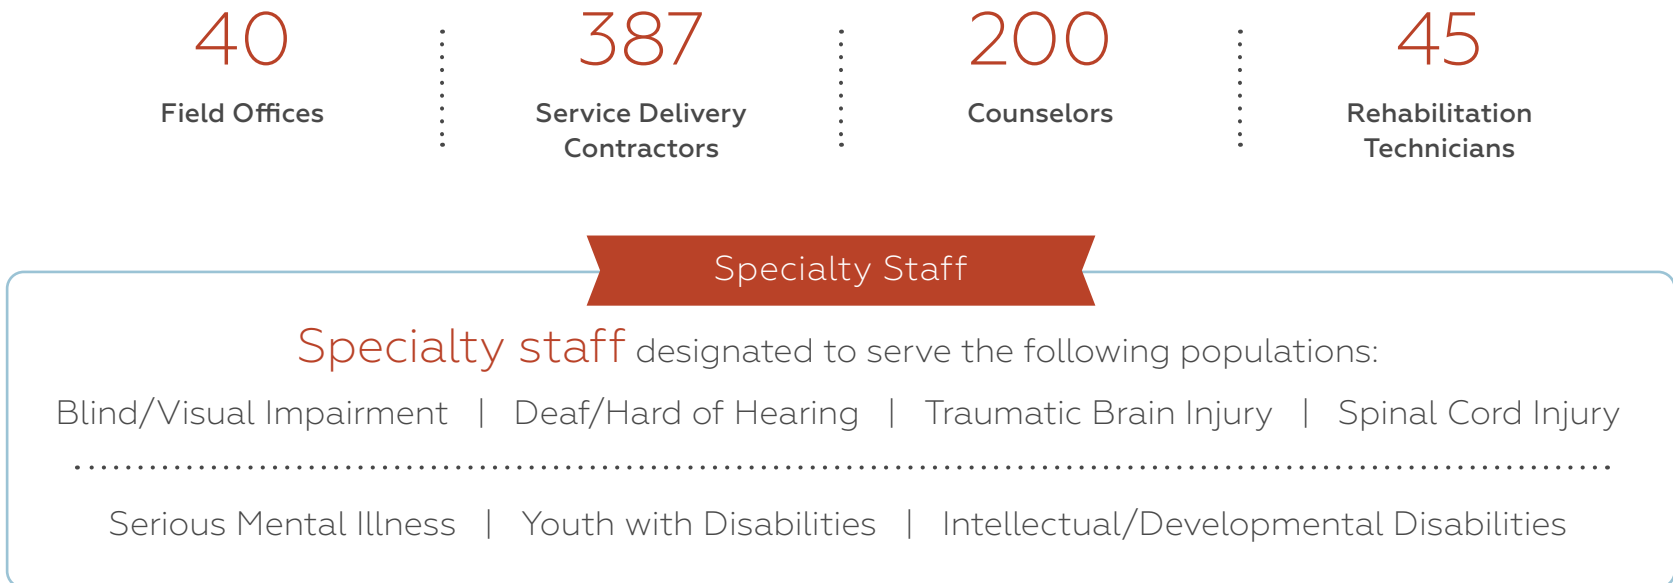 40
387
200
45
Field Offices
Service Delivery
Contractors
Counselors
Rehabilitation
Technicians
Specialty Staff
Specialty staff designated to serve the following populations:
Blind/Visual Impairment | Deaf/Hard of Hearing | Traumatic Brain Injury | Spinal Cord Injury
Serious Mental Illness | Youth with Disabilities | Intellectual/Developmental Disabilities